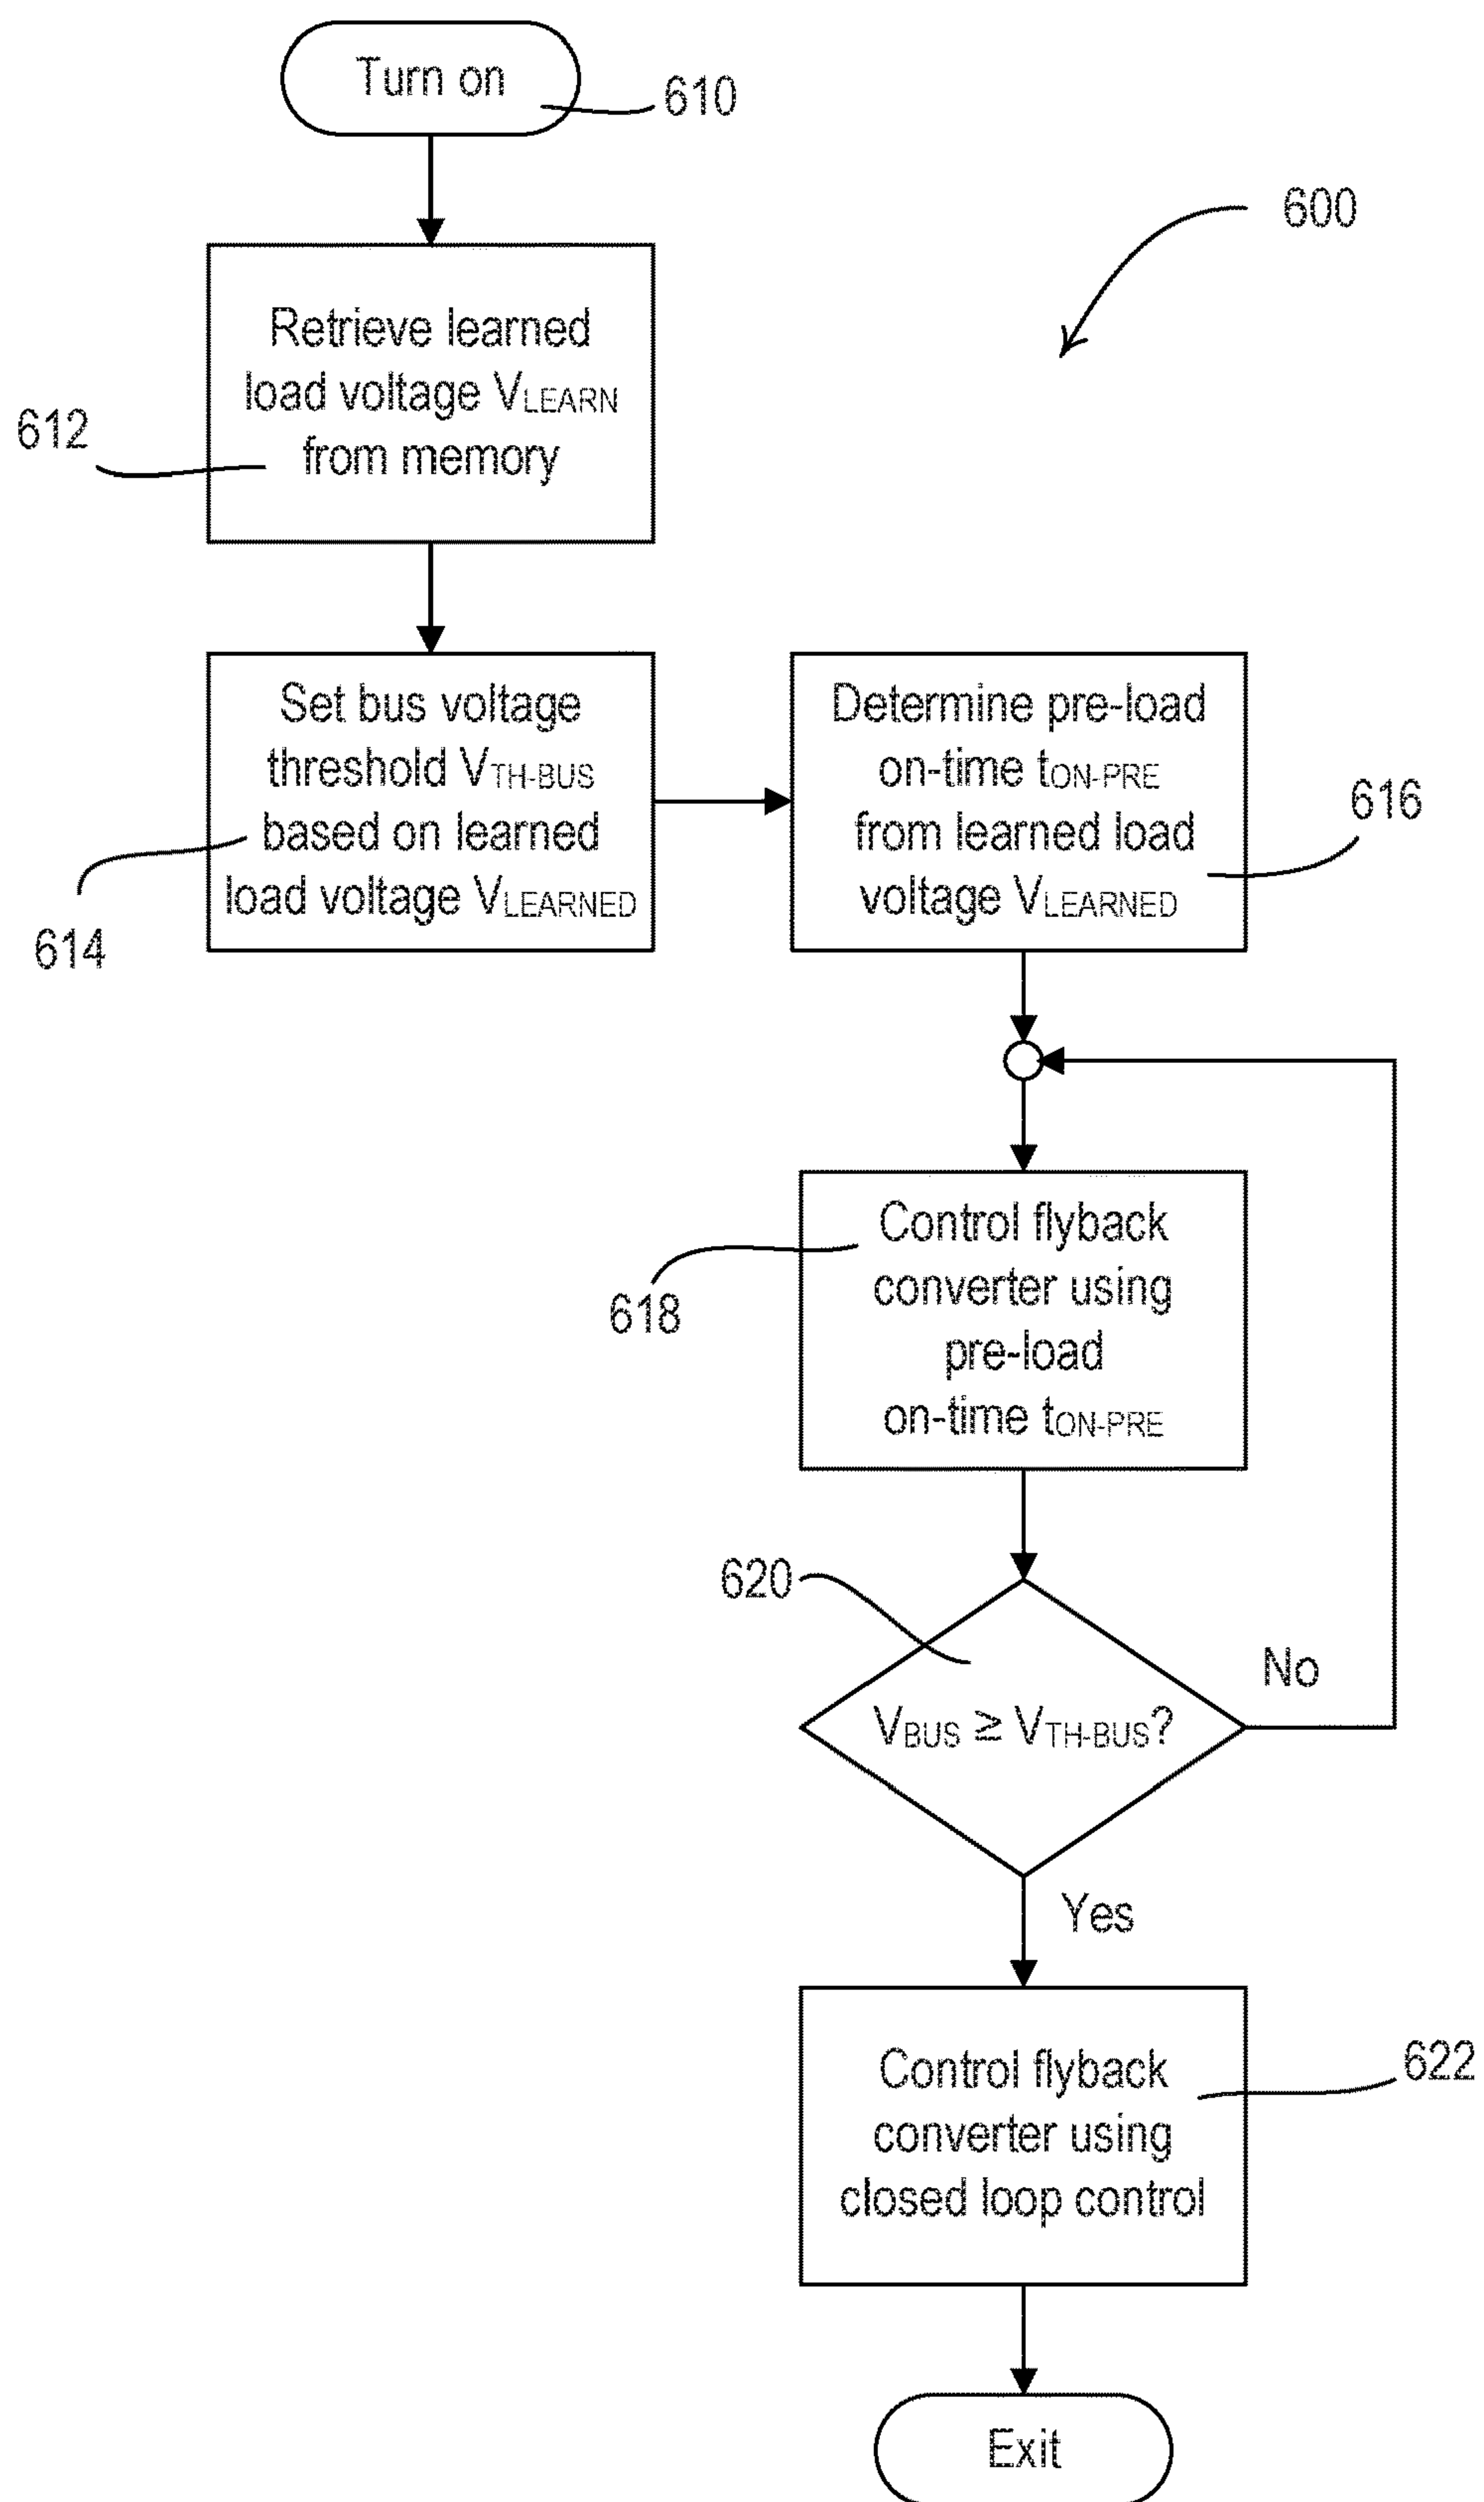 Turn on
610
600
Retrieve learned
load voltage VLEARN
from memory
612
Set bus voltage
threshold VTH-BUS
based on learned
load voltage VLEARNED
614
Determine pre-load
on-time tON-PRE
from learned load
voltage VLEARNED
616
Control flyback
converter using
pre-load
on-time tON-PRE
618
620
VBUS ≥ VTH-BUS?
No
Yes
Control flyback
converter using
closed loop control
622
Exit